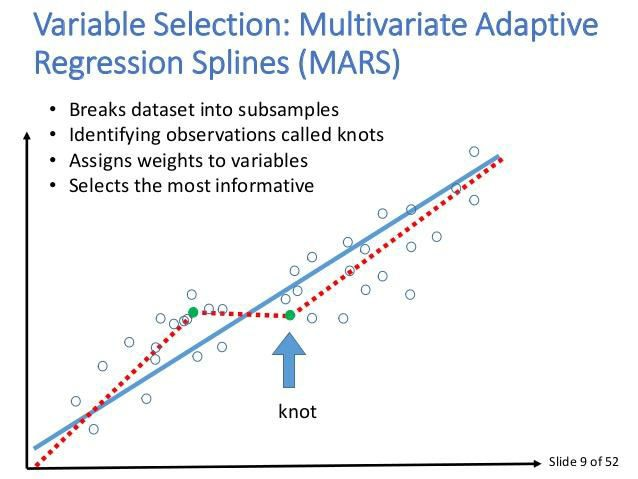 Variable Selection: Multivariate Adaptive
Regression Splines (MARS)
• Breaks dataset into subsamples
• Identifying observations called knots
• Assigns weights to variables
• Selects the most informative
knot
Slide 9 of 52